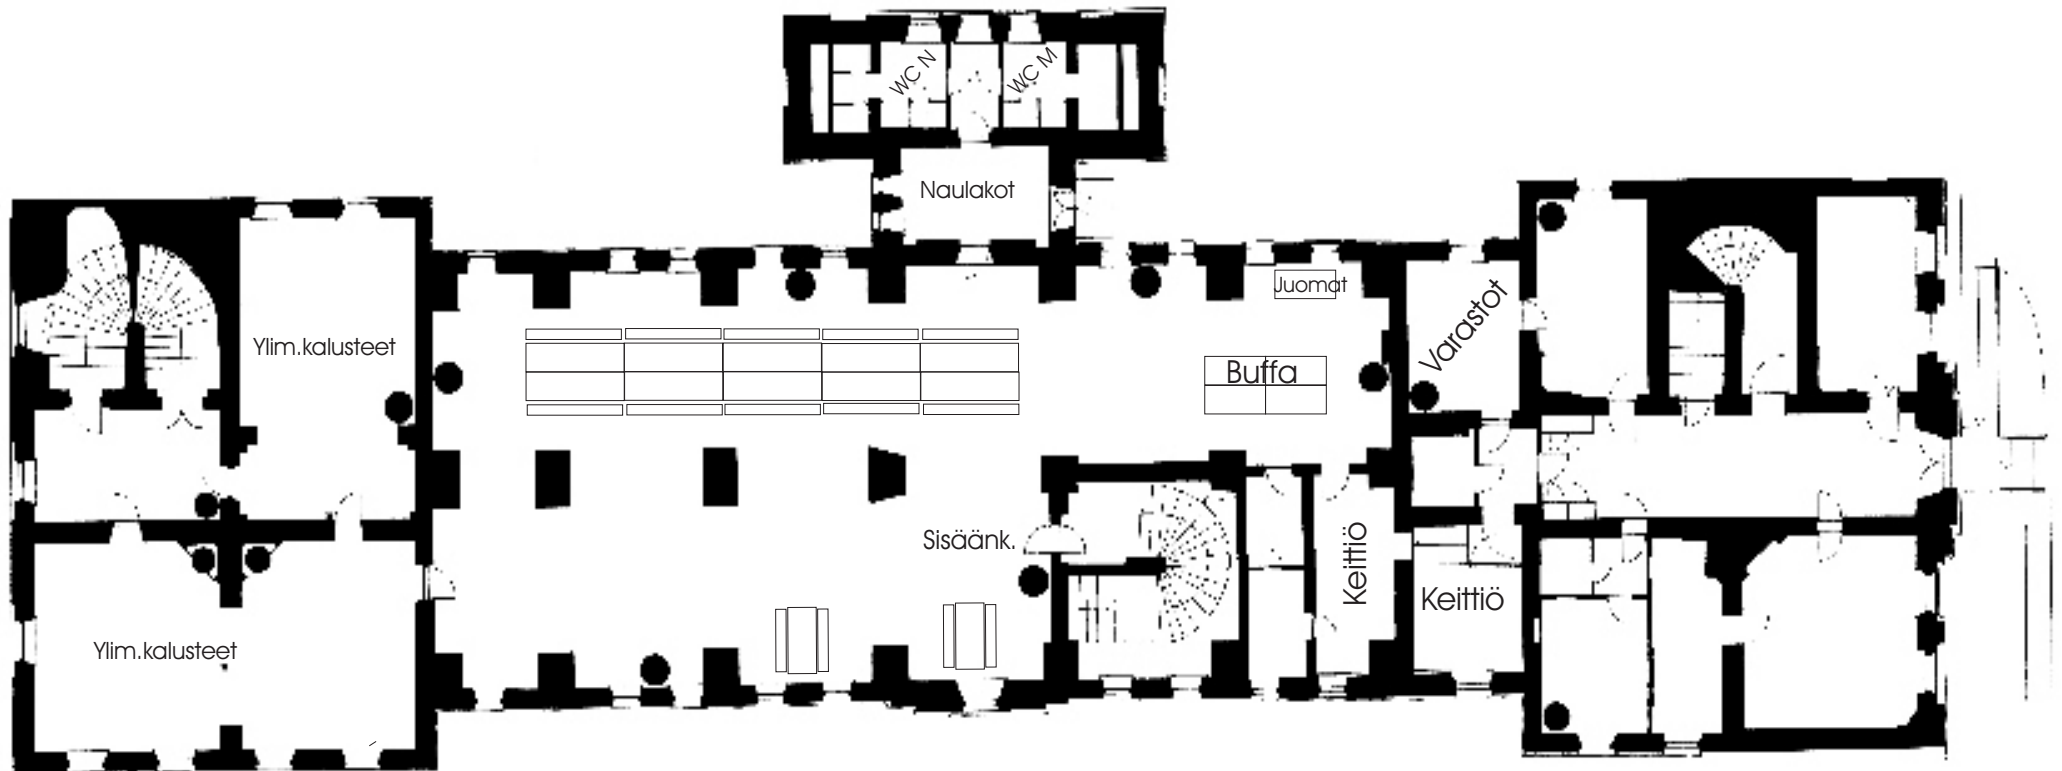 WC N
WC M
Naulakot
Juomat
Ylim.kalusteet
Buffa
Varastot
Sisäänk.
Keittiö
Keittiö
Ylim.kalusteet